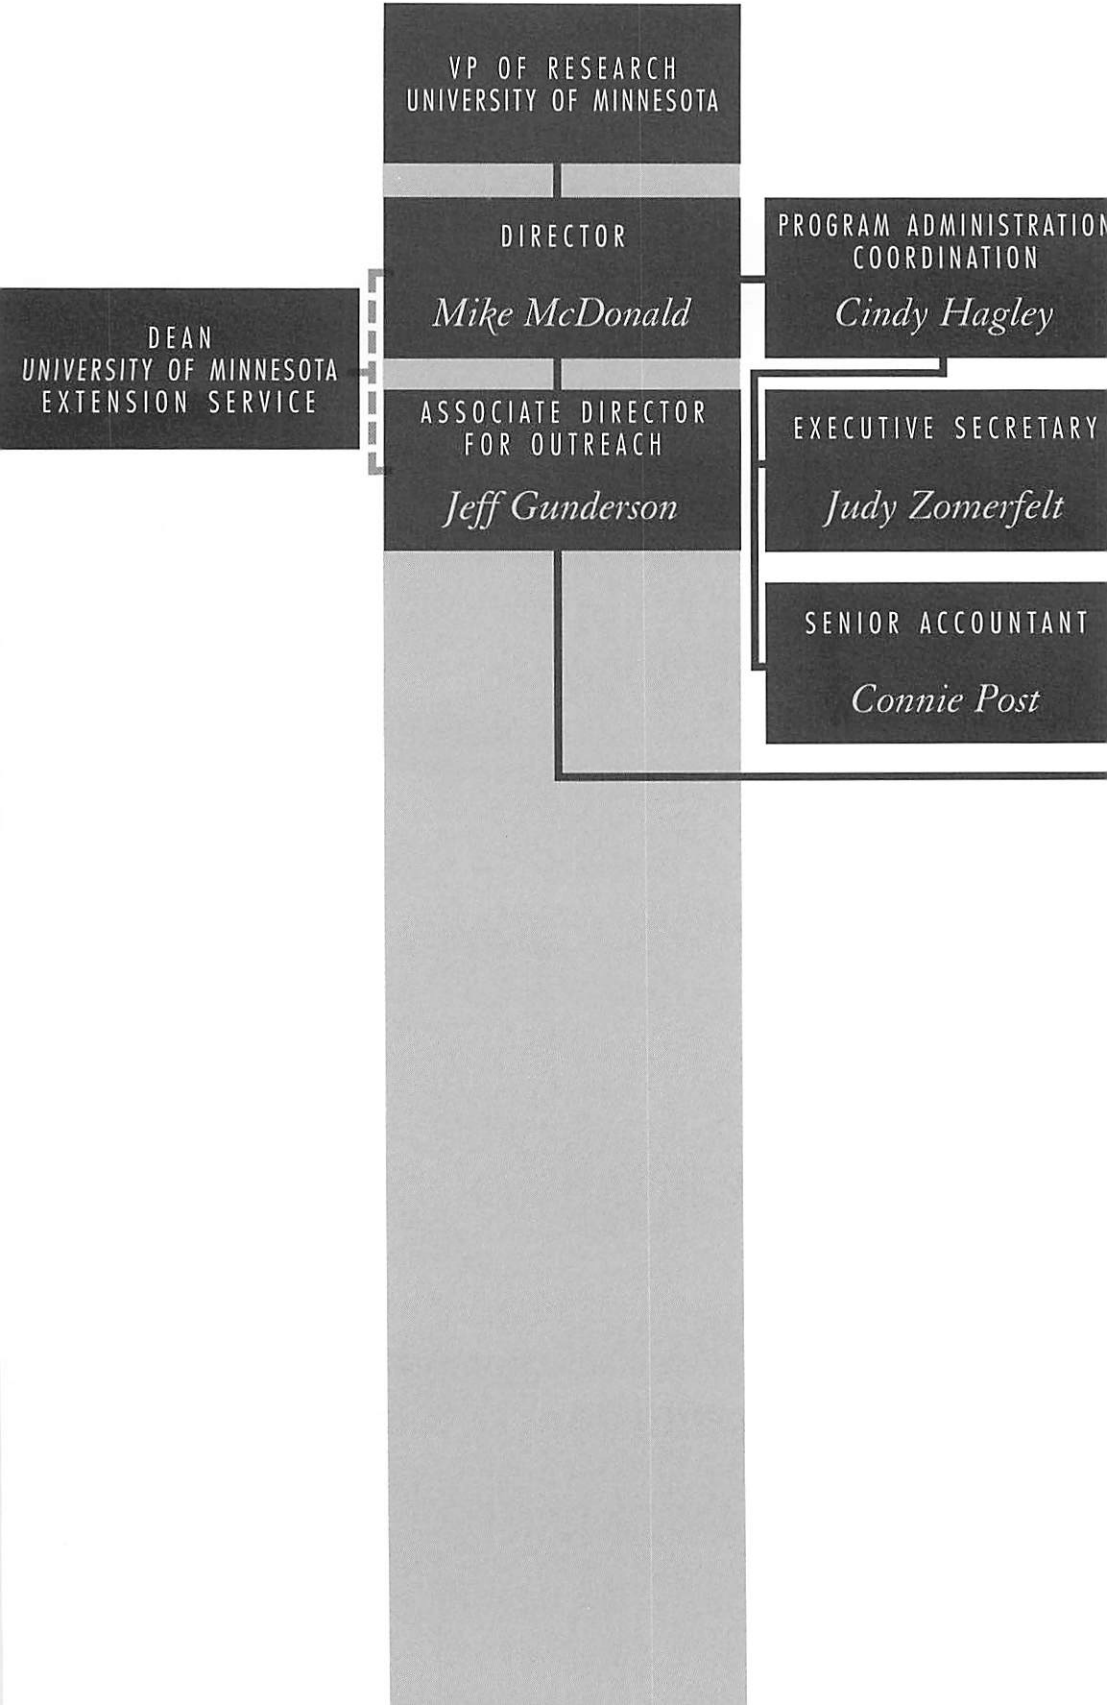 VP OF RESEARCH
UNIVERSITY OF MINNESOTA
DIRECTOR
Mike McDonald
PROGRAM ADMINISTRATION
COORDINATION
Cindy Hagley
DEAN
UNIVERSITY OF MINNESOTA
EXTENSION SERVICE
ASSOCIATE DIRECTOR
FOR OUTREACH
Jeff Gunderson
EXECUTIVE SECRETARY
Judy Zomerfelt
SENIOR ACCOUNTANT
Connie Post